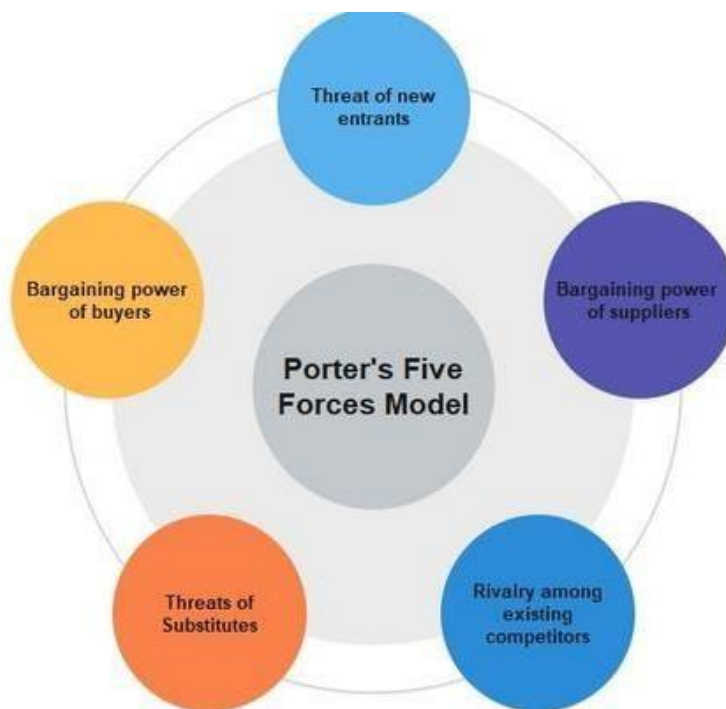 Threat of new
entrants
Bargaining power
of buyers
Bargaining power
of suppliers
Porter's Five
Forces Model
Threats of
Substitutes
Rivalry among
existing
competitors